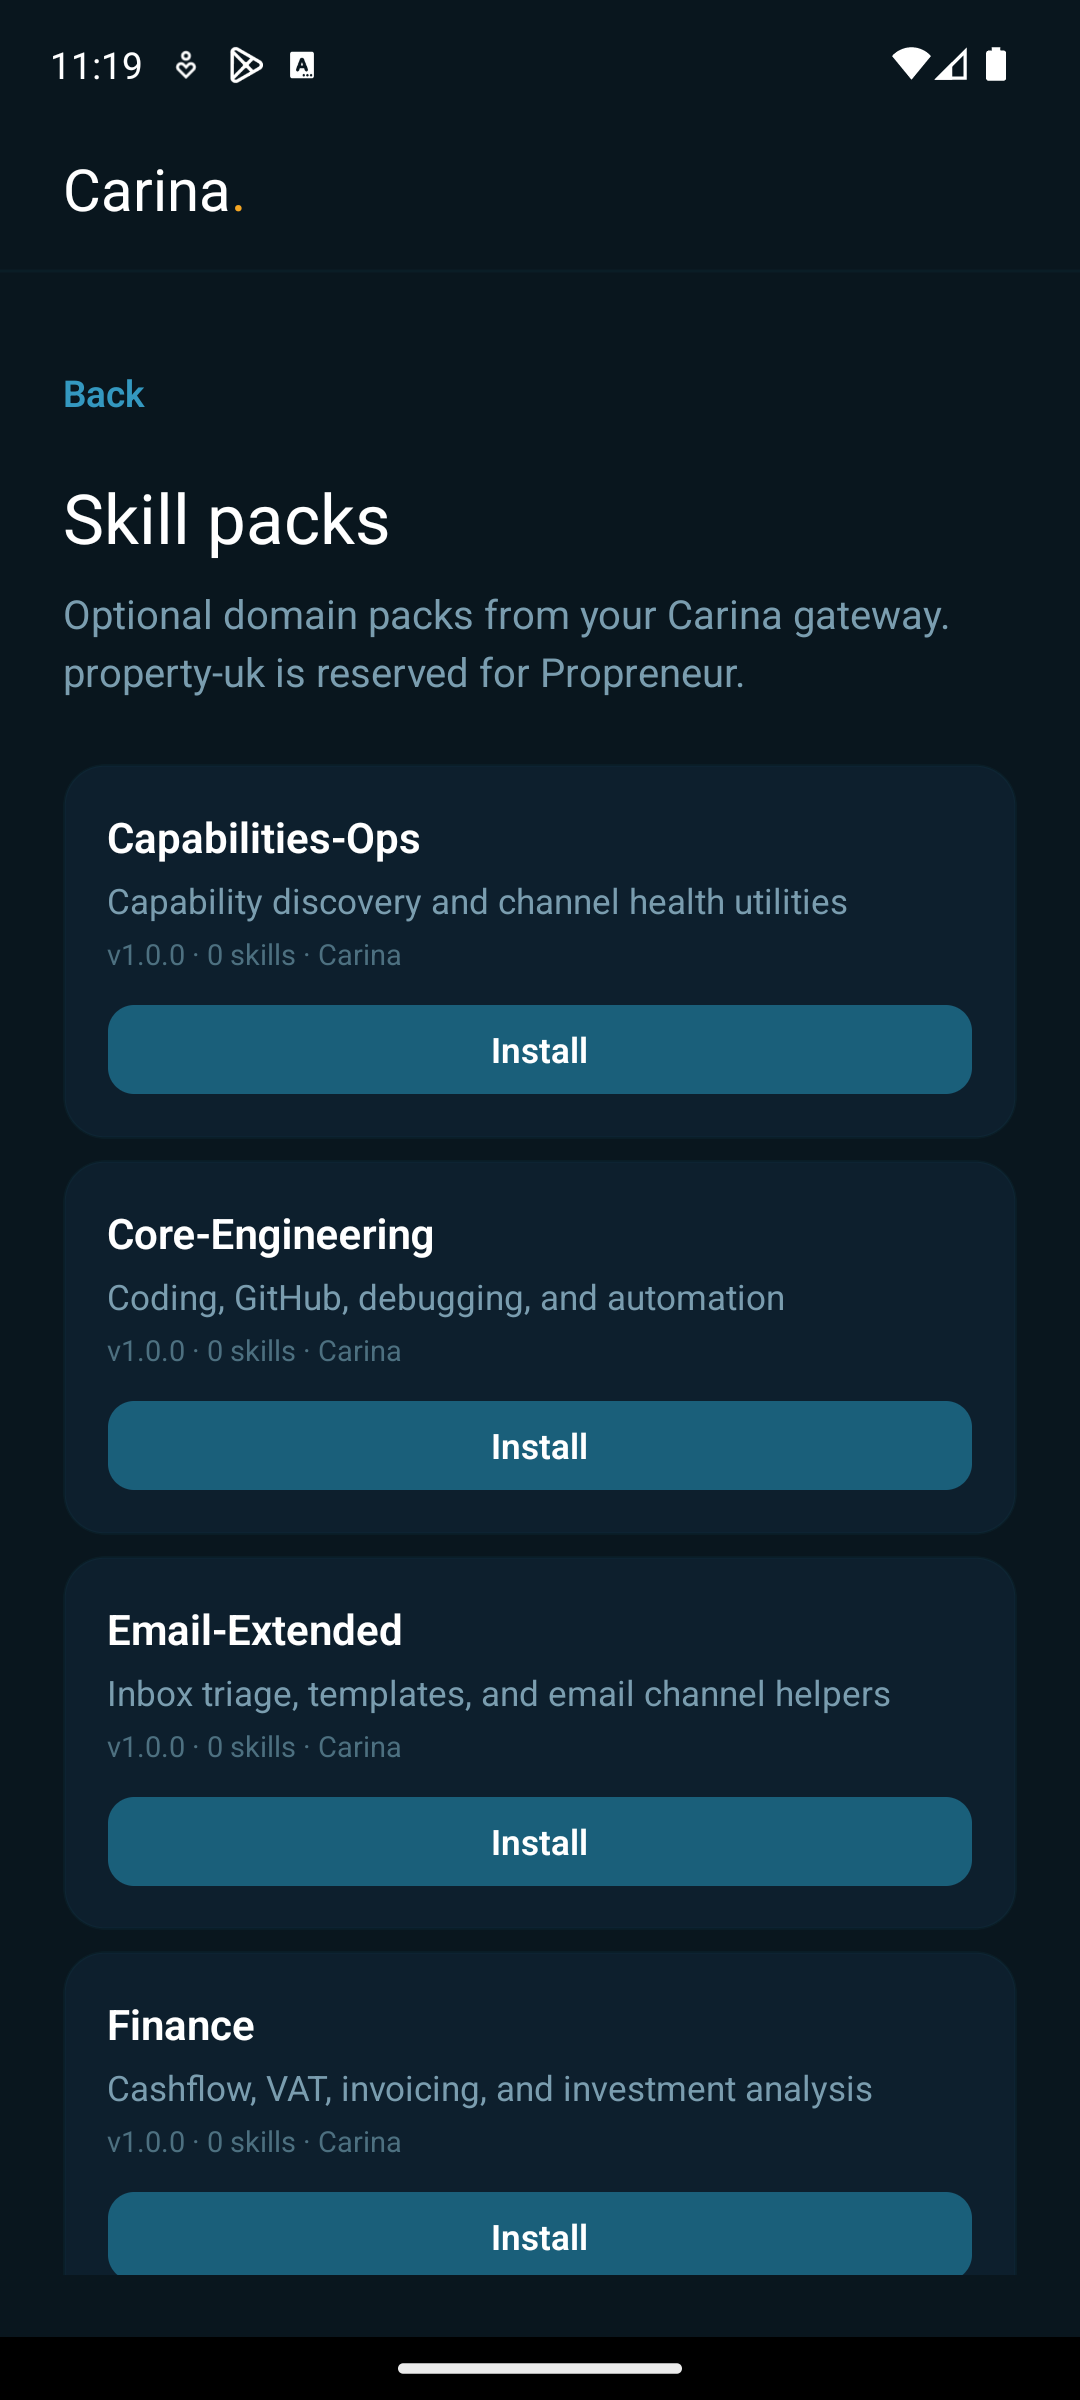 11:19
Carina.
Back
Skill packs
Optional domain packs from your Carina gateway.
property-uk is reserved for Propreneur.
Capabilities-Ops
Capability discovery and channel health utilities
v1.0.0 · 0 skills · Carina
Install
Core-Engineering
Coding, GitHub, debugging, and automation
v1.0.0 · 0 skills · Carina
Install
Email-Extended
Inbox triage, templates, and email channel helpers
v1.0.0 · 0 skills · Carina
Install
Finance
Cashflow, VAT, invoicing, and investment analysis
v1.0.0 · 0 skills · Carina
Install